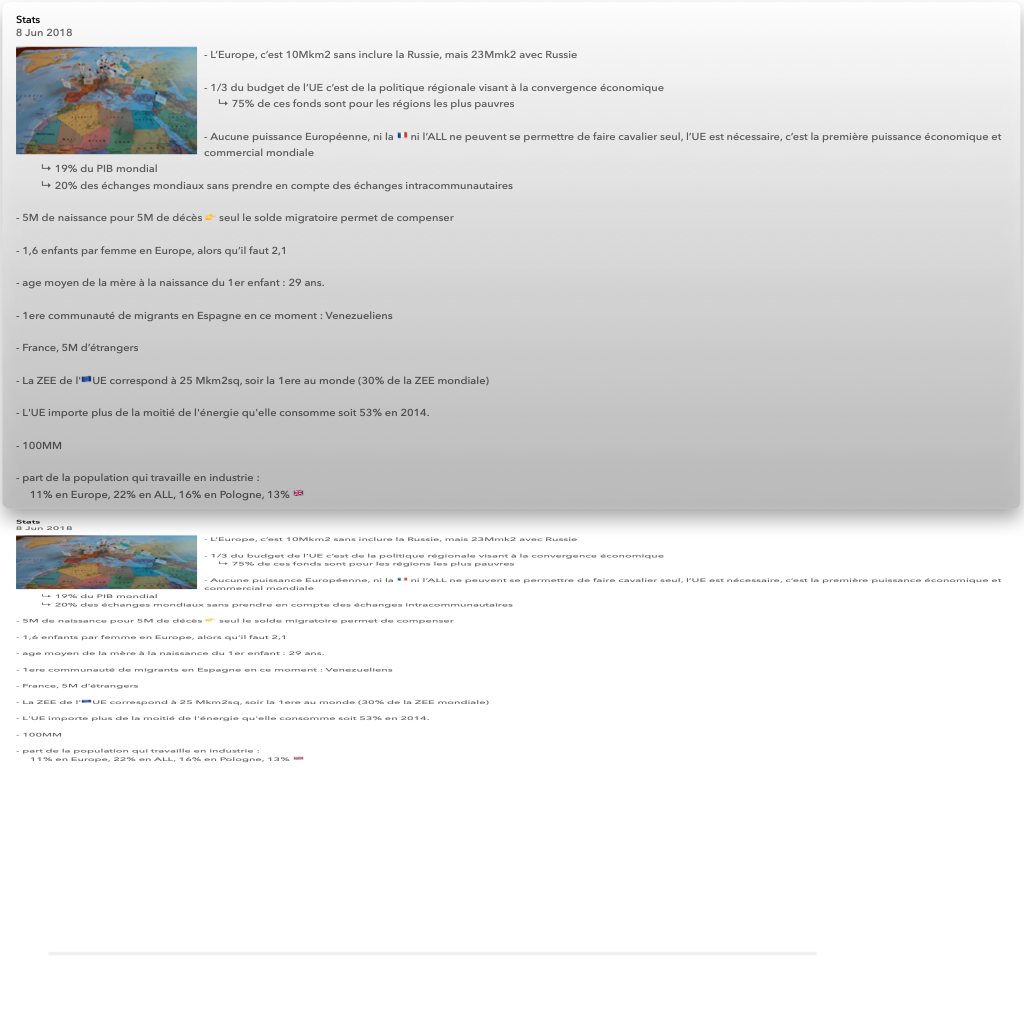 Stats
8 Jun 2018
- L'Europe, c'est 10Mkm2 sans inclure la Russie, mais 23Mmk2 avec Russie
- 1/3 du budget de l'UE c'est de la politique régionale visant à la convergence économique
↳ 75% de ces fonds sont pour les régions les plus pauvres
- Aucune puissance Européenne, ni la 🇫🇷 ni l'ALL ne peuvent se permettre de faire cavalier seul, l'UE est nécessaire, c'est la première puissance économique et
commercial mondiale
↳ 19% du PIB mondial
↳ 20% des échanges mondiaux sans prendre en compte des échanges intracommunautaires
- 5M de naissance pour 5M de décès 👉 seul le solde migratoire permet de compenser
- 1,6 enfants par femme en Europe, alors qu'il faut 2,1
- age moyen de la mère à la naissance du 1er enfant : 29 ans.
- 1ere communauté de migrants en Espagne en ce moment : Venezueliens
- France, 5M d'étrangers
- La ZEE de l'🇪🇺UE correspond à 25 Mkm2sq, soir la 1ere au monde (30% de la ZEE mondiale)
- L'UE importe plus de la moitié de l'énergie qu'elle consomme soit 53% en 2014.
- 100MM
- part de la population qui travaille en industrie :
11% en Europe, 22% en ALL, 16% en Pologne, 13% 🇬🇧
Stats
8 Jun 2018
- L'Europe, c'est 10Mkm2 sans inclure la Russie, mais 23Mmk2 avec Russie
- 1/3 du budget de l'UE c'est de la politique régionale visant à la convergence économique
↳ 75% de ces fonds sont pour les régions les plus pauvres
- Aucune puissance Européenne, ni la 🇫🇷 ni l'ALL ne peuvent se permettre de faire cavalier seul, l'UE est nécessaire, c'est la première puissance économique et
commercial mondiale
↳ 19% du PIB mondial
↳ 20% des échanges mondiaux sans prendre en compte des échanges intracommunautaires
- 5M de naissance pour 5M de décès 👉 seul le solde migratoire permet de compenser
- 1,6 enfants par femme en Europe, alors qu'il faut 2,1
- age moyen de la mère à la naissance du 1er enfant : 29 ans.
- 1ere communauté de migrants en Espagne en ce moment : Venezueliens
- France, 5M d'étrangers
- La ZEE de l'🇪🇺UE correspond à 25 Mkm2sq, soir la 1ere au monde (30% de la ZEE mondiale)
- L'UE importe plus de la moitié de l'énergie qu'elle consomme soit 53% en 2014.
- 100MM
- part de la population qui travaille en industrie :
11% en Europe, 22% en ALL, 16% en Pologne, 13% 🇬🇧